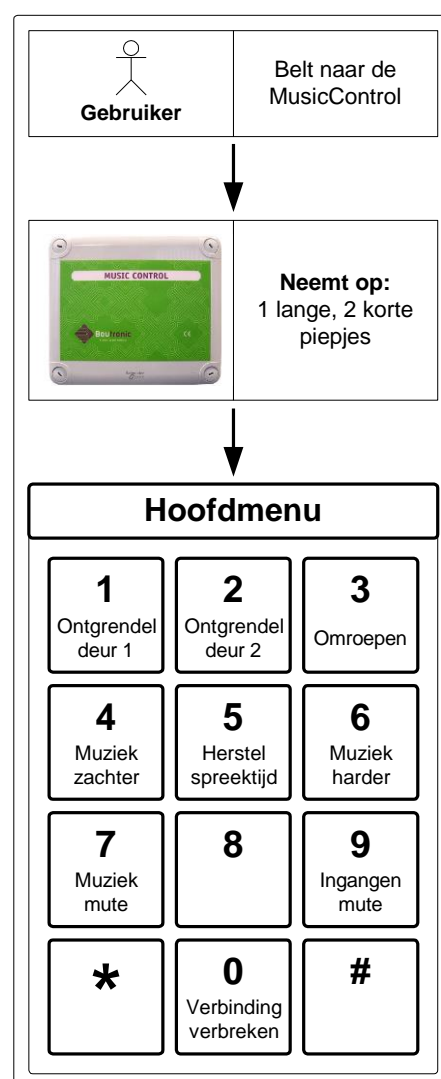 Gebruiker
Belt naar de
MusicControl
MUSIC CONTROL
Beutronic
CE
Neemt op:
1 lange, 2 korte
piepjes
Hoofdmenu
1
Ontgrendel
deur 1
2
Ontgrendel
deur 2
3
Omroepen
4
Muziek
zachter
5
Herstel
spreektijd
6
Muziek
harder
7
Muziek
mute
8
9
Ingangen
mute
*
0
Verbinding
verbreken
#